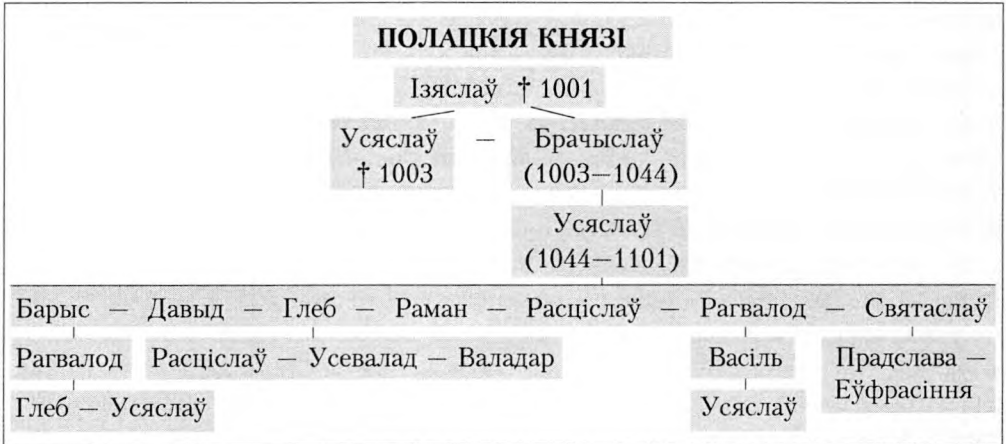 ПОЛАЦКІЯ КНЯЗІ
Ізяслаў † 1001
Усяслаў — Брачыслаў
† 1003 (1003—1044)
Усяслаў
(1044—1101)
Барыс — Давыд — Глеб — Раман — Расціслаў — Рагвалод — Святаслаў
Рагвалод Расціслаў — Усевалад — Валадар Васіль Прадслава —
Глеб — Усяслаў Усяслаў Еўфрасіння